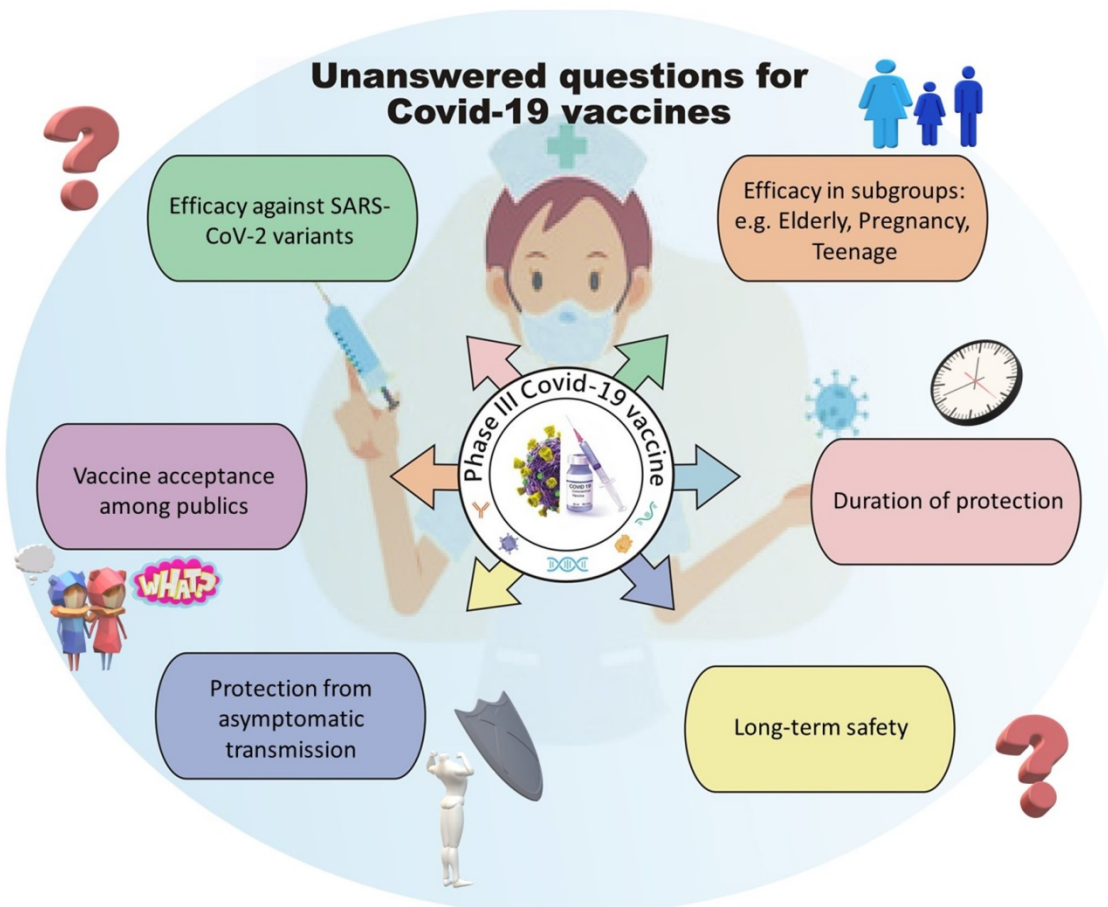 Unanswered questions for
Covid-19 vaccines
Efficacy against SARS-
CoV-2 variants
Efficacy in subgroups:
e.g. Elderly, Pregnancy,
Teenage
Phase III Covid-19 vaccine
COVID 19
Vaccine acceptance
among publics
Duration of protection
WHAT?
Protection from
asymptomatic
transmission
Long-term safety